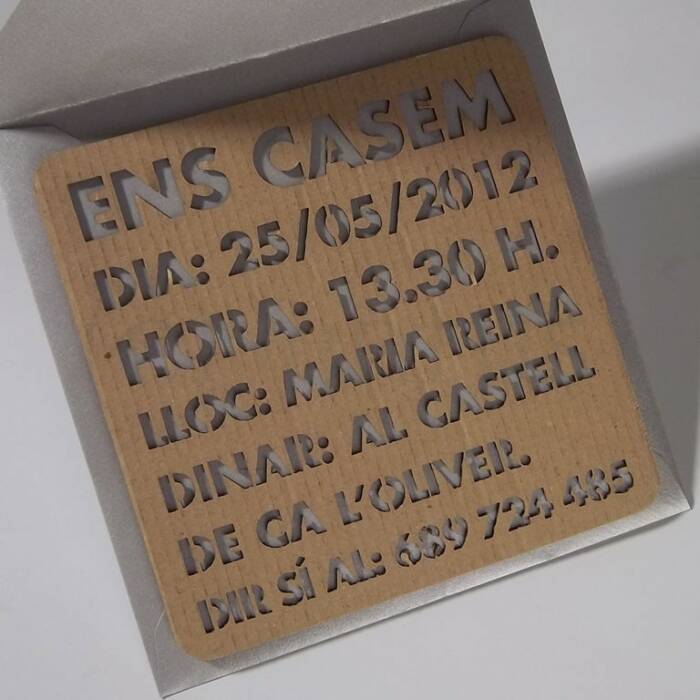 ENS CASEM
DIA: 25/05/2012
HORA: 13.30 H.
LLOC: MARIA REINA
DINAR: AL CASTELL
DE CA L'OLIVER.
DIR SÍ AL: 689 724 485